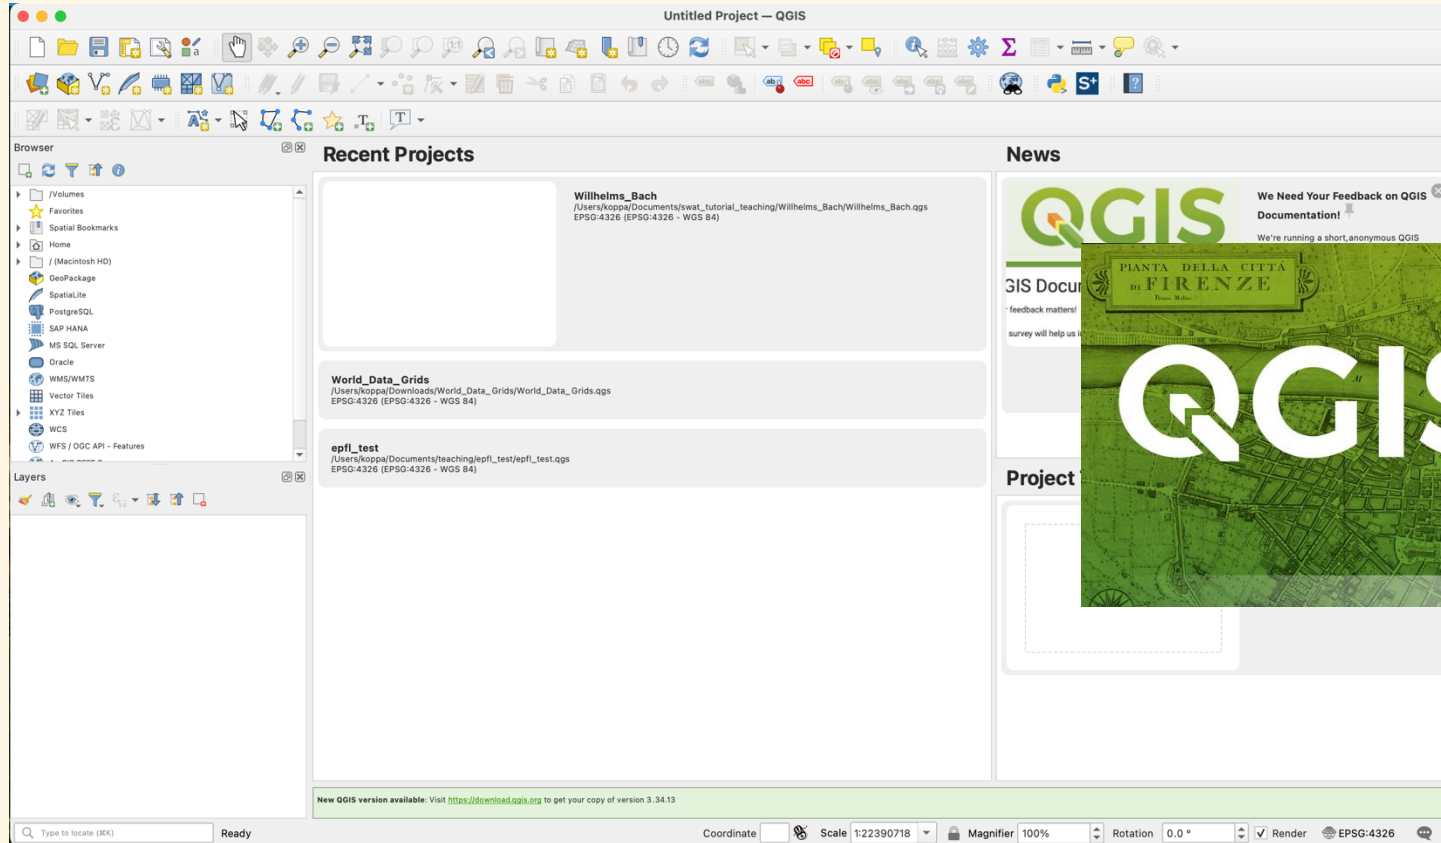 Untitled Project — QGIS
Browser
/Volumes
Favorites
Spatial Bookmarks
Home
/ (Macintosh HD)
GeoPackage
SpatiaLite
PostgreSQL
SAP HANA
MS SQL Server
Oracle
WMS/WMTS
Vector Tiles
XYZ Tiles
WCS
WFS / OGC API - Features
Layers
Recent Projects
Willhelms_Bach
/Users/koppa/Documents/swat_tutorial_teaching/Willhelms_Bach/Willhelms_Bach.qgs
EPSG:4326 (EPSG:4326 - WGS 84)
World_Data_Grids
/Users/koppa/Downloads/World_Data_Grids/World_Data_Grids.qgs
EPSG:4326 (EPSG:4326 - WGS 84)
epfl_test
/Users/koppa/Documents/teaching/epfl_test/epfl_test.qgs
EPSG:4326 (EPSG:4326 - WGS 84)
News
QGIS
We Need Your Feedback on QGIS
Documentation!
We're running a short,anonymous QGIS
GIS Docu
feedback matters!
survey will help us i
PIANTA DELLA CITTÀ
DI FIRENZE
QGIS
Project
New QGIS version available: Visit https://download.qgis.org to get your copy of version 3.34.13
Type to locate (⌘K)
Ready
Coordinate
Scale 1:22390718
Magnifier 100%
Rotation 0.0 °
Render
EPSG:4326